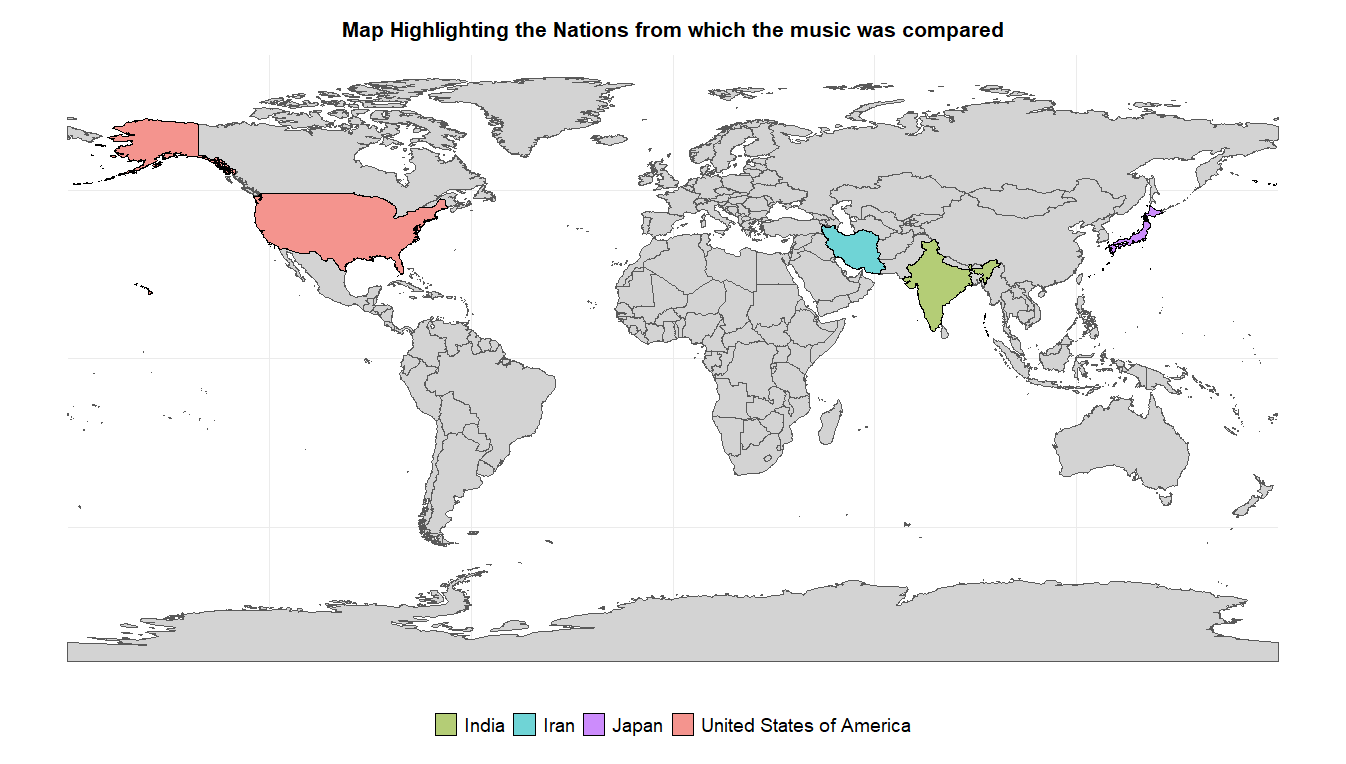 Map Highlighting the Nations from which the music was compared
India Iran Japan United States of America